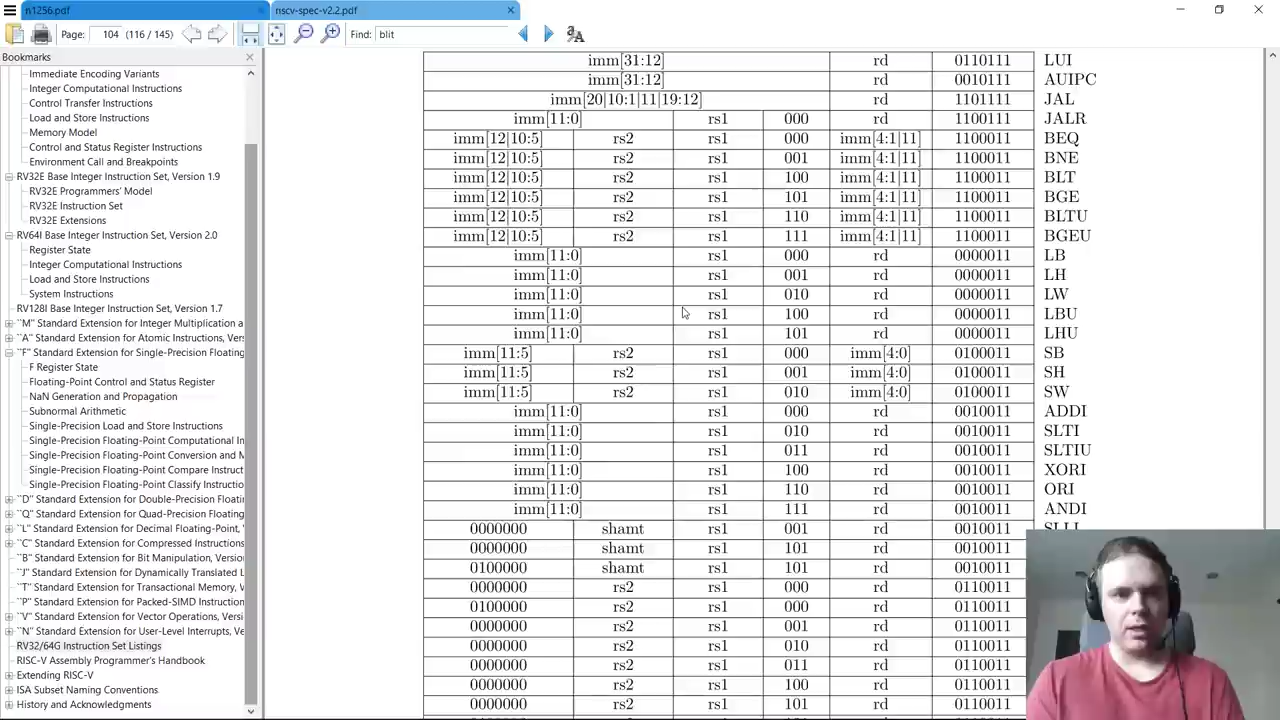 n1256.pdf
riscv-spec-v2.2.pdf
Page: 104 (116 / 145) Find: blit
Bookmarks
Immediate Encoding Variants
Integer Computational Instructions
Control Transfer Instructions
Load and Store Instructions
Memory Model
Control and Status Register Instructions
Environment Call and Breakpoints
RV32E Base Integer Instruction Set, Version 1.9
RV32E Programmers' Model
RV32E Instruction Set
RV32E Extensions
RV64I Base Integer Instruction Set, Version 2.0
Register State
Integer Computational Instructions
Load and Store Instructions
System Instructions
RV128I Base Integer Instruction Set, Version 1.7
``M'' Standard Extension for Integer Multiplication a
``A'' Standard Extension for Atomic Instructions, Vers
``F'' Standard Extension for Single-Precision Floating
F Register State
Floating-Point Control and Status Register
NaN Generation and Propagation
Subnormal Arithmetic
Single-Precision Load and Store Instructions
Single-Precision Floating-Point Computational In
Single-Precision Floating-Point Conversion and M
Single-Precision Floating-Point Compare Instruct
Single-Precision Floating-Point Classify Instructio
``D'' Standard Extension for Double-Precision Floatin
``Q'' Standard Extension for Quad-Precision Floating
``L'' Standard Extension for Decimal Floating-Point,
``C'' Standard Extension for Compressed Instructions
``B'' Standard Extension for Bit Manipulation, Versio
``J'' Standard Extension for Dynamically Translated L
``T'' Standard Extension for Transactional Memory, V
``P'' Standard Extension for Packed-SIMD Instruction
``V'' Standard Extension for Vector Operations, Versi
``N'' Standard Extension for User-Level Interrupts, Ve
RV32/64G Instruction Set Listings
RISC-V Assembly Programmer's Handbook
Extending RISC-V
ISA Subset Naming Conventions
History and Acknowledgments
imm[31:12] rd 0110111 LUI
imm[31:12] rd 0010111 AUIPC
imm[20|10:1|11|19:12] rd 1101111 JAL
imm[11:0] rs1 000 rd 1100111 JALR
imm[12|10:5] rs2 rs1 000 imm[4:1|11] 1100011 BEQ
imm[12|10:5] rs2 rs1 001 imm[4:1|11] 1100011 BNE
imm[12|10:5] rs2 rs1 100 imm[4:1|11] 1100011 BLT
imm[12|10:5] rs2 rs1 101 imm[4:1|11] 1100011 BGE
imm[12|10:5] rs2 rs1 110 imm[4:1|11] 1100011 BLTU
imm[12|10:5] rs2 rs1 111 imm[4:1|11] 1100011 BGEU
imm[11:0] rs1 000 rd 0000011 LB
imm[11:0] rs1 001 rd 0000011 LH
imm[11:0] rs1 010 rd 0000011 LW
imm[11:0] rs1 100 rd 0000011 LBU
imm[11:0] rs1 101 rd 0000011 LHU
imm[11:5] rs2 rs1 000 imm[4:0] 0100011 SB
imm[11:5] rs2 rs1 001 imm[4:0] 0100011 SH
imm[11:5] rs2 rs1 010 imm[4:0] 0100011 SW
imm[11:0] rs1 000 rd 0010011 ADDI
imm[11:0] rs1 010 rd 0010011 SLTI
imm[11:0] rs1 011 rd 0010011 SLTIU
imm[11:0] rs1 100 rd 0010011 XORI
imm[11:0] rs1 110 rd 0010011 ORI
imm[11:0] rs1 111 rd 0010011 ANDI
0000000 shamt rs1 001 rd 0010011 SLLI
0000000 shamt rs1 101 rd 0010011
0100000 shamt rs1 101 rd 0010011
0000000 rs2 rs1 000 rd 0110011
0100000 rs2 rs1 000 rd 0110011
0000000 rs2 rs1 001 rd 0110011
0000000 rs2 rs1 010 rd 0110011
0000000 rs2 rs1 011 rd 0110011
0000000 rs2 rs1 100 rd 0110011
0000000 rs2 rs1 101 rd 0110011